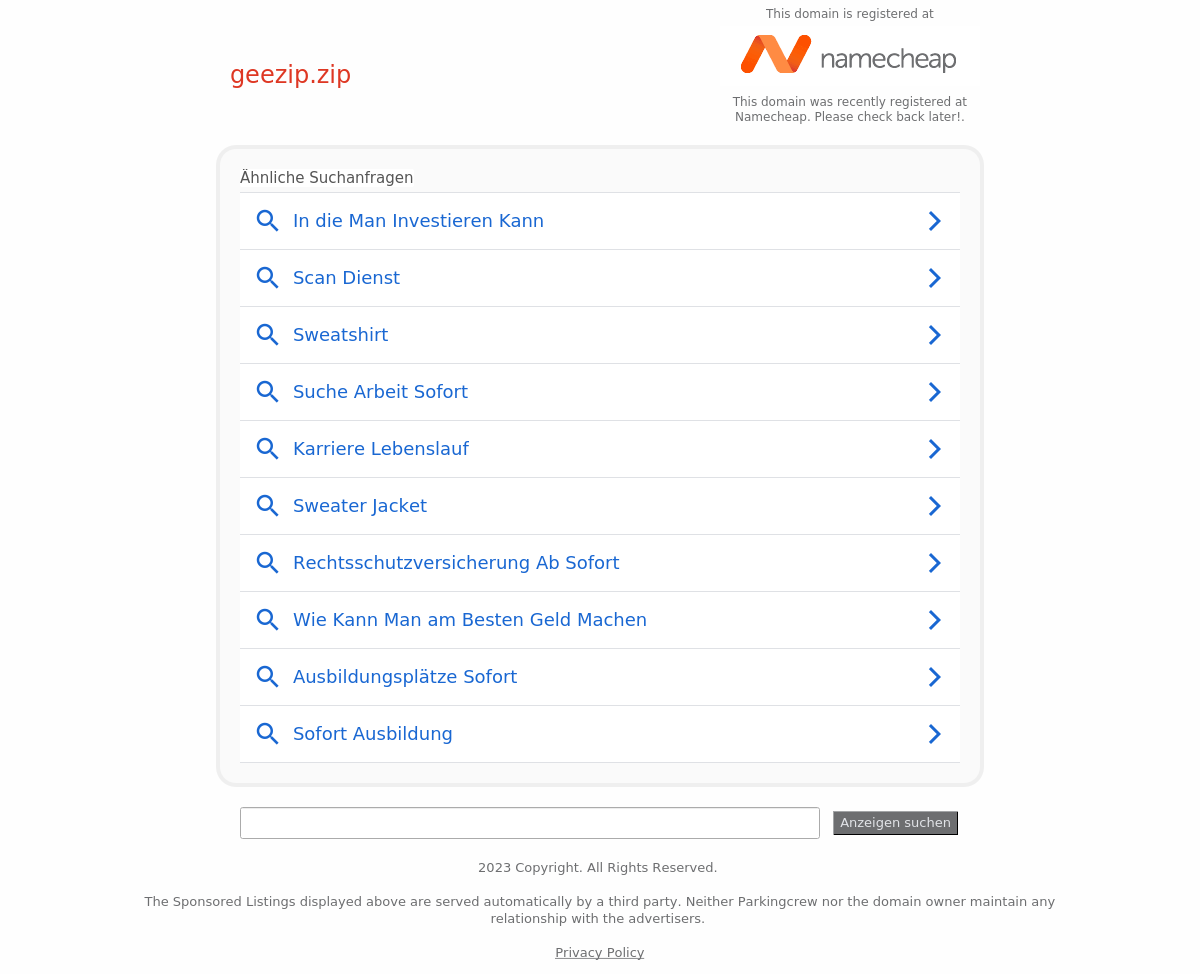 This domain is registered at
namecheap
geezip.zip
This domain was recently registered at
Namecheap. Please check back later!.
Ähnliche Suchanfragen
In die Man Investieren Kann
Scan Dienst
Sweatshirt
Suche Arbeit Sofort
Karriere Lebenslauf
Sweater Jacket
Rechtsschutzversicherung Ab Sofort
Wie Kann Man am Besten Geld Machen
Ausbildungsplätze Sofort
Sofort Ausbildung
Anzeigen suchen
2023 Copyright. All Rights Reserved.
The Sponsored Listings displayed above are served automatically by a third party. Neither Parkingcrew nor the domain owner maintain any
relationship with the advertisers.
Privacy Policy